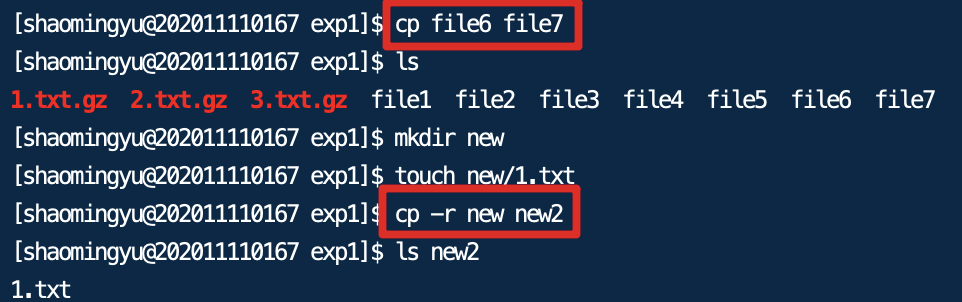 [shaomingyu@202011110167 exp1]$ cp file6 file7
[shaomingyu@202011110167 exp1]$ ls
1.txt.gz  2.txt.gz  3.txt.gz  file1  file2  file3  file4  file5  file6  file7
[shaomingyu@202011110167 exp1]$ mkdir new
[shaomingyu@202011110167 exp1]$ touch new/1.txt
[shaomingyu@202011110167 exp1]$ cp -r new new2
[shaomingyu@202011110167 exp1]$ ls new2
1.txt